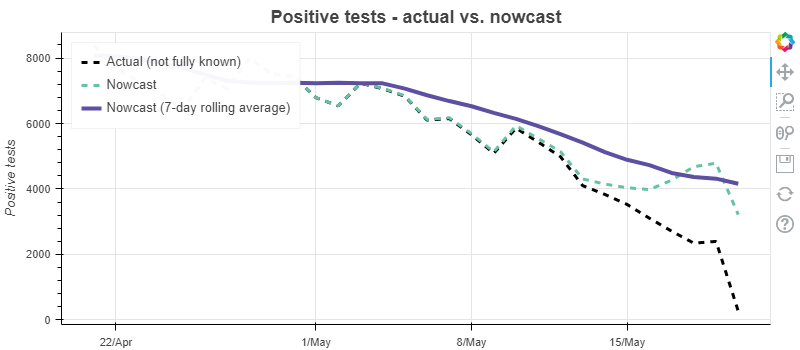 Positive tests - actual vs. nowcast
Actual (not fully known)
Nowcast
Nowcast (7-day rolling average)
Positive tests
8000
6000
4000
2000
0
22/Apr
1/May
8/May
15/May